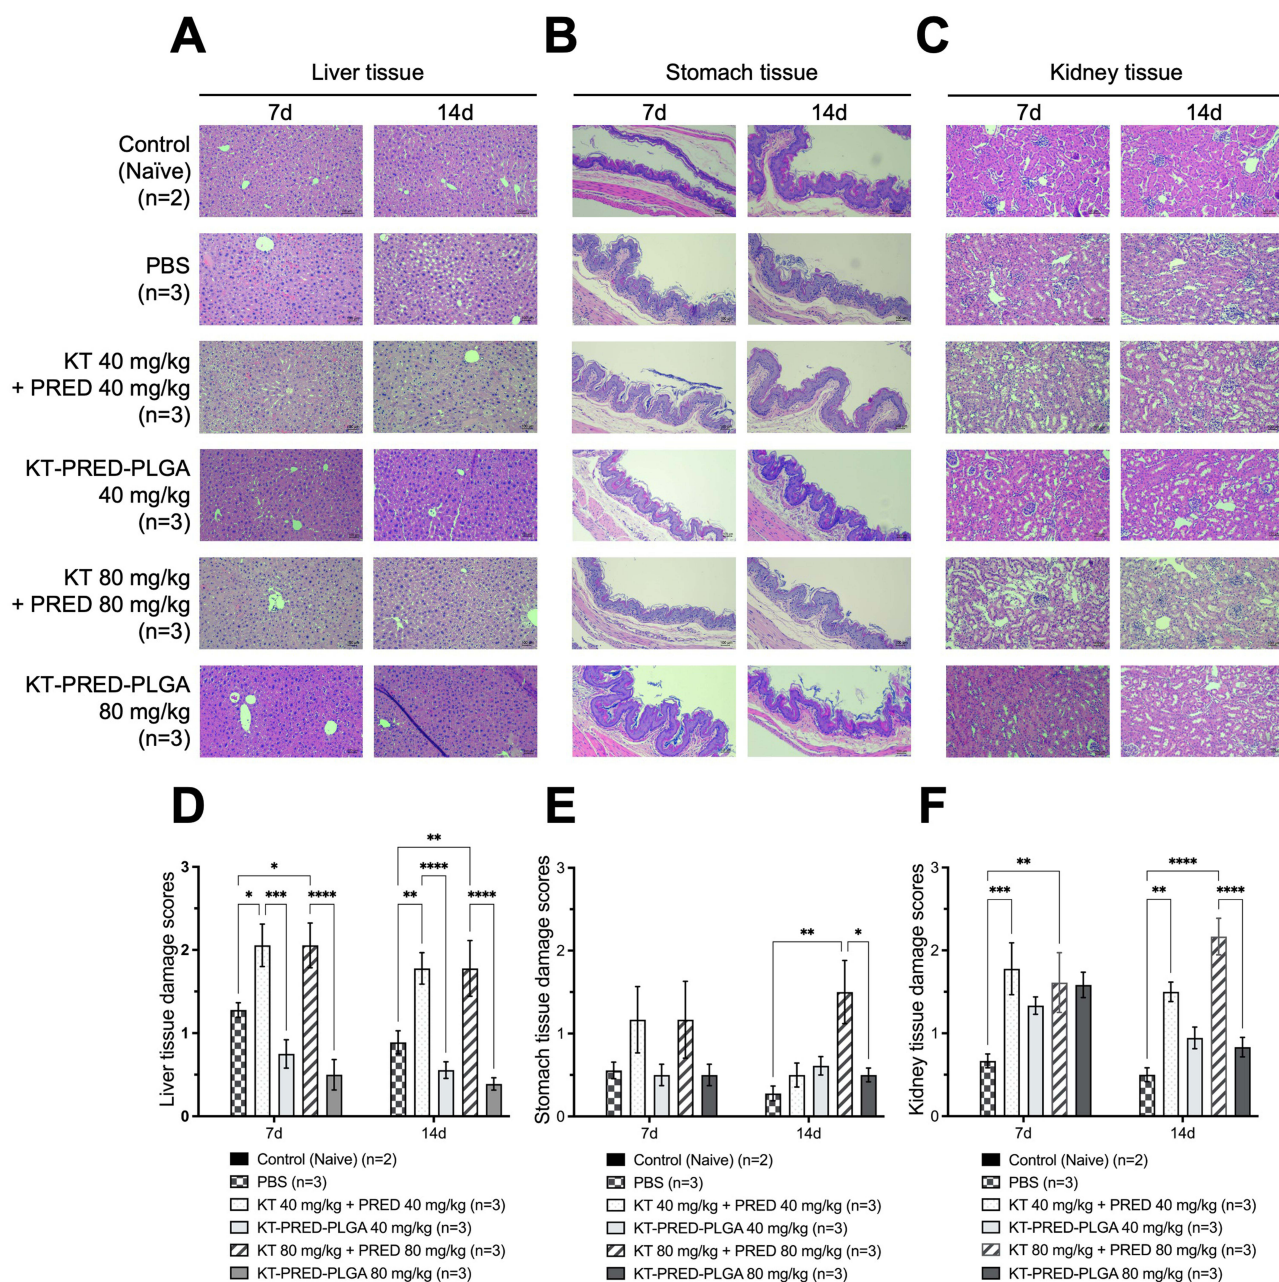 A
B
C
Liver tissue
Stomach tissue
Kidney tissue
7d
14d
7d
14d
7d
14d
Control
(Naïve)
(n=2)
PBS
(n=3)
KT 40 mg/kg
+ PRED 40 mg/kg
(n=3)
KT-PRED-PLGA
40 mg/kg
(n=3)
KT 80 mg/kg
+ PRED 80 mg/kg
(n=3)
KT-PRED-PLGA
80 mg/kg
(n=3)
D
Liver tissue damage scores
3
2
1
0
*
*
***
****
**
**
****
****
7d
14d
Control (Naive) (n=2)
PBS (n=3)
KT 40 mg/kg + PRED 40 mg/kg (n=3)
KT-PRED-PLGA 40 mg/kg (n=3)
KT 80 mg/kg + PRED 80 mg/kg (n=3)
KT-PRED-PLGA 80 mg/kg (n=3)
E
Stomach tissue damage scores
3
2
1
0
**
*
7d
14d
Control (Naive) (n=2)
PBS (n=3)
KT 40 mg/kg + PRED 40 mg/kg (n=3)
KT-PRED-PLGA 40 mg/kg (n=3)
KT 80 mg/kg + PRED 80 mg/kg (n=3)
KT-PRED-PLGA 80 mg/kg (n=3)
F
Kidney tissue damage scores
3
2
1
0
**
***
****
**
****
7d
14d
Control (Naive) (n=2)
PBS (n=3)
KT 40 mg/kg + PRED 40 mg/kg (n=3)
KT-PRED-PLGA 40 mg/kg (n=3)
KT 80 mg/kg + PRED 80 mg/kg (n=3)
KT-PRED-PLGA 80 mg/kg (n=3)